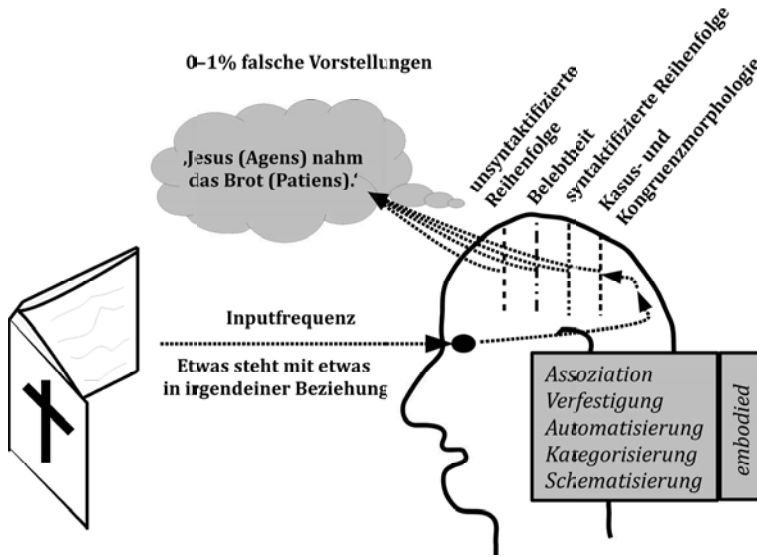 0–1% falsche Vorstellungen
‚Jesus (Agens) nahm
das Brot (Patiens).‘
unsyntaktifizierte
Reihenfolge
Belebtheit
syntaktifizierte Reihenfolge
Kasus- und
Kongruenzmorphologie
Inputfrequenz
Etwas steht mit etwas
in irgendeiner Beziehung
Assoziation
Verfestigung
Automatisierung
Kategorisierung
Schematisierung
embodied